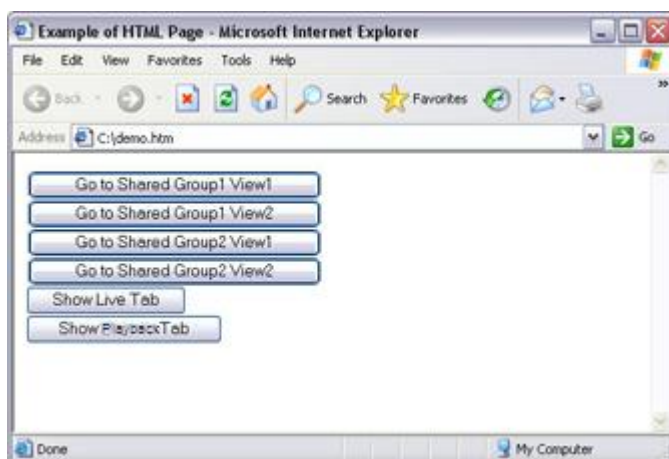 Example of HTML Page - Microsoft Internet Explorer
File Edit View Favorites Tools Help
Back Search Favorites »
Address C:\demo.htm Go
Go to Shared Group1 View1
Go to Shared Group1 View2
Go to Shared Group2 View1
Go to Shared Group2 View2
Show Live Tab
Show Playback Tab
Done My Computer